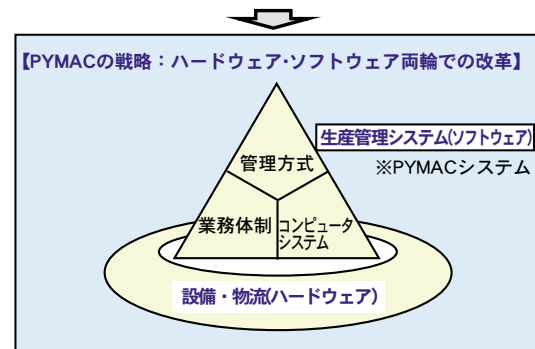 【PYMACの戦略：ハードウェア･ソフトウェア両輪での改革】
生産管理システム(ソフトウェア)
※PYMACシステム
管理方式
業務体制
コンピュータ
システム
設備・物流(ハードウェア)